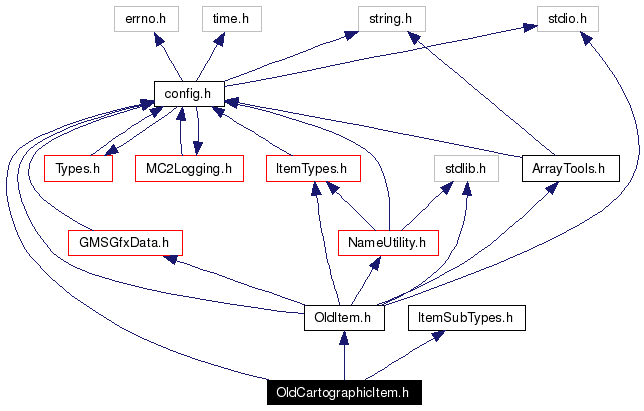 errno.h
time.h
string.h
stdio.h
config.h
Types.h
MC2Logging.h
ItemTypes.h
stdlib.h
ArrayTools.h
GMSGfxData.h
NameUtility.h
OldItem.h
ItemSubTypes.h
OldCartographicItem.h